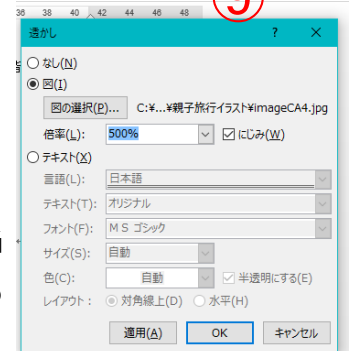 36 38 40 42 44 46 48
9
透かし ? ×
なし(N)
図(I)
図の選択(P)... C:¥...¥親子旅行イラスト¥imageCA4.jpg
倍率(L): 500% にじみ(W)
テキスト(X)
言語(L): 日本語
テキスト(T): オリジナル
フォント(F): ＭＳ ゴシック
サイズ(S): 自動
色(C): 自動 半透明にする(E)
レイアウト： 対角線上(D) 水平(H)
適用(A) OK キャンセル